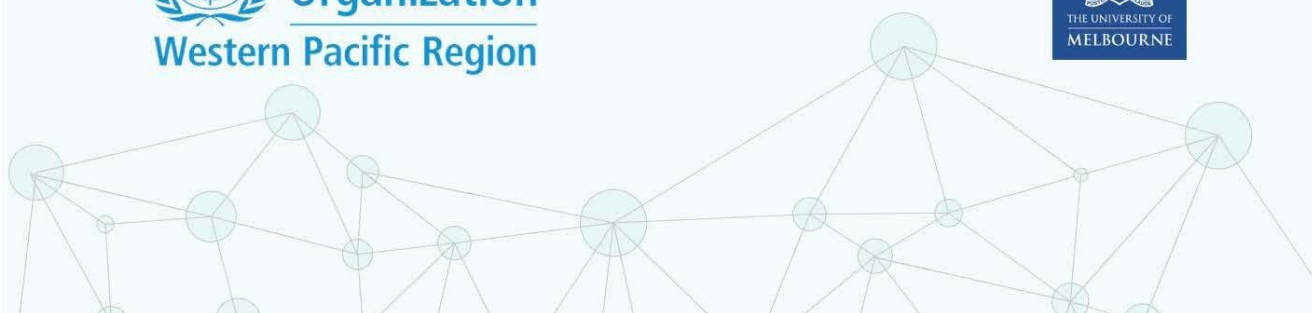 Organization
Western Pacific Region
THE UNIVERSITY OF
MELBOURNE